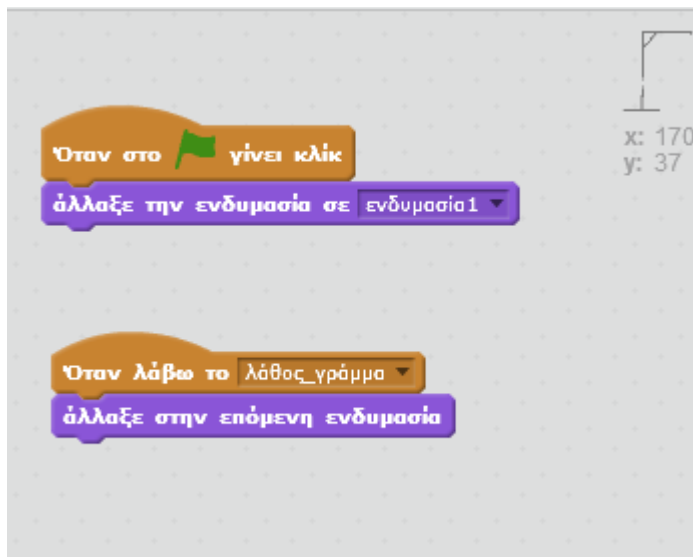 Όταν στο γίνει κλίκ
άλλαξε την ενδυμασία σε ενδυμασία1
x: 170
y: 37
Όταν λάβω το λάθος_γράμμα
άλλαξε στην επόμενη ενδυμασία